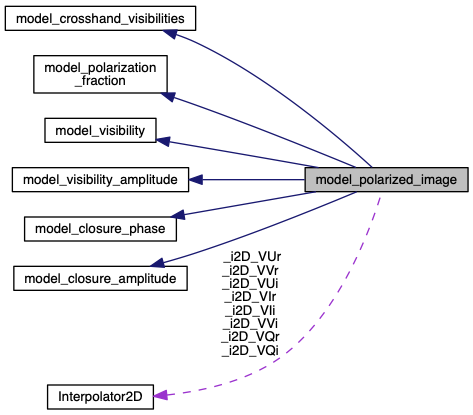 model_crosshand_visibilities
model_polarization
_fraction
model_visibility
model_visibility_amplitude
model_polarized_image
model_closure_phase
model_closure_amplitude
_i2D_VUr
_i2D_VVr
_i2D_VUi
_i2D_VIr
_i2D_VIi
_i2D_VVi
_i2D_VQr
_i2D_VQi
Interpolator2D